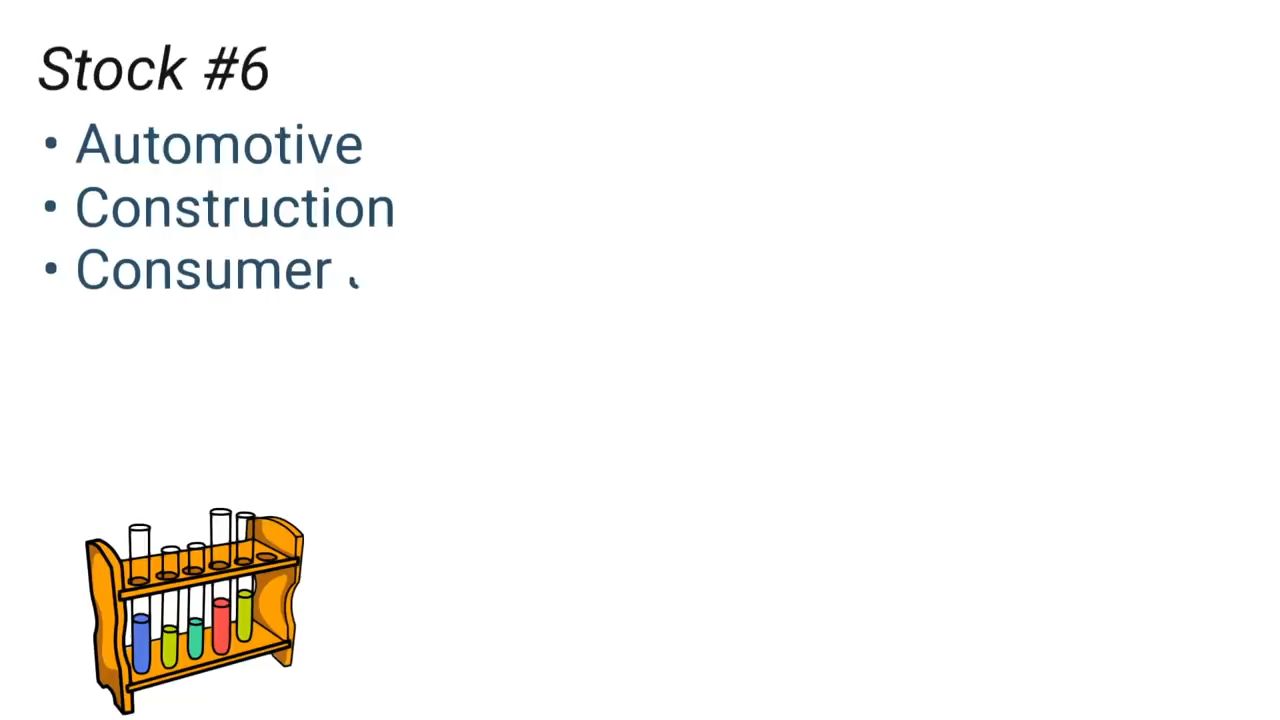 Stock #6
• Automotive
• Construction
• Consumer